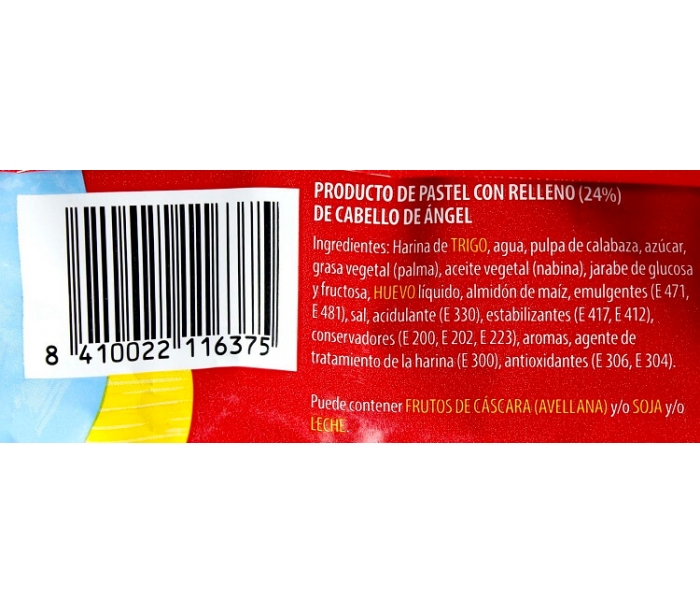 PRODUCTO DE PASTEL CON RELLENO (24%)
DE CABELLO DE ÁNGEL
Ingredientes: Harina de TRIGO, agua, pulpa de calabaza, azúcar,
grasa vegetal (palma), aceite vegetal (nabina), jarabe de glucosa
y fructosa, HUEVO líquido, almidón de maíz, emulgentes (E 471,
E 481), sal, acidulante (E 330), estabilizantes (E 417, E 412),
conservadores (E 200, E 202, E 223), aromas, agente de
tratamiento de la harina (E 300), antioxidantes (E 306, E 304).
Puede contener FRUTOS DE CÁSCARA (AVELLANA) y/o SOJA y/o
LECHE.
8 410022 116375